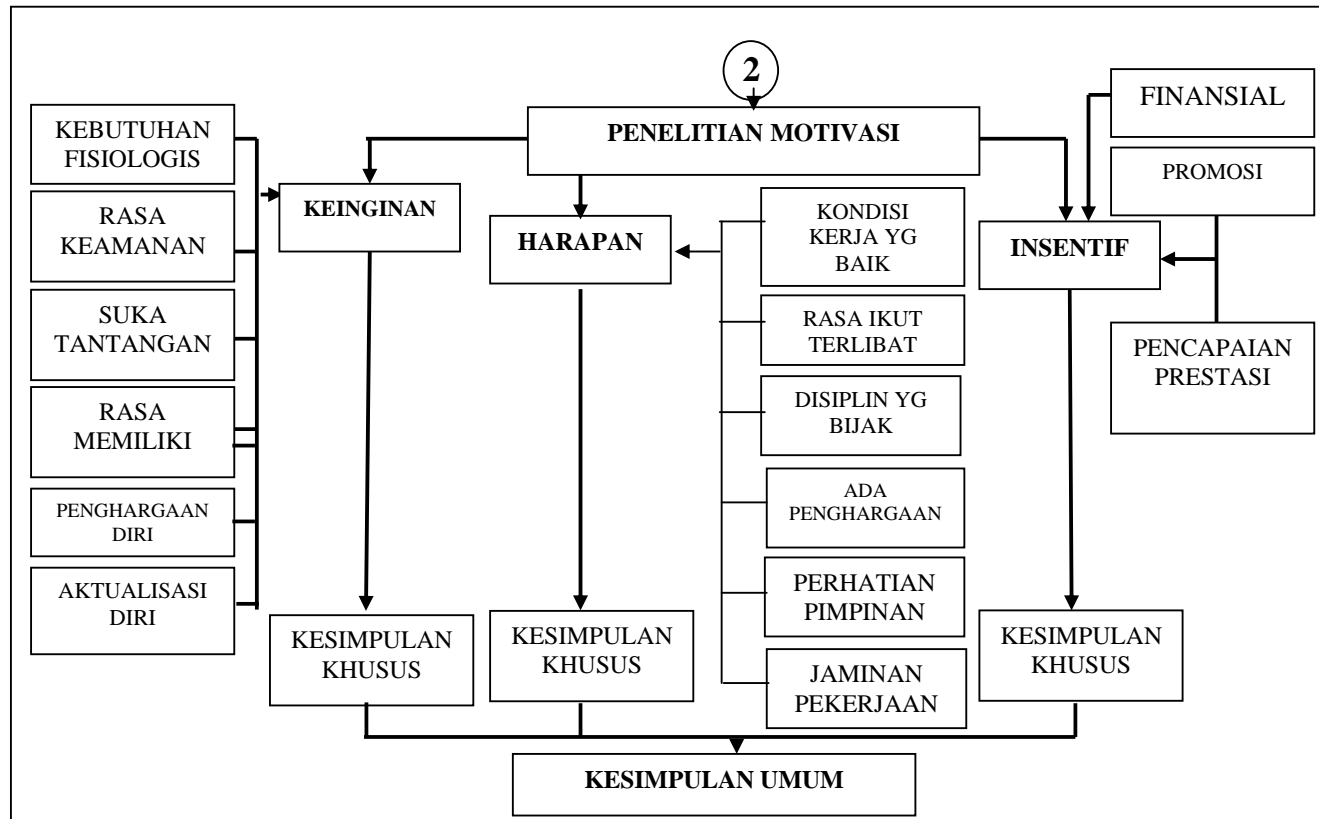 2
PENELITIAN MOTIVASI
KEBUTUHAN
FISIOLOGIS
RASA
KEAMANAN
SUKA
TANTANGAN
RASA
MEMILIKI
PENGHARGAAN
DIRI
AKTUALISASI
DIRI
KEINGINAN
HARAPAN
KONDISI
KERJA YG
BAIK
RASA IKUT
TERLIBAT
DISIPLIN YG
BIJAK
ADA
PENGHARGAAN
PERHATIAN
PIMPINAN
JAMINAN
PEKERJAAN
FINANSIAL
PROMOSI
INSENTIF
PENCAPAIAN
PRESTASI
KESIMPULAN
KHUSUS
KESIMPULAN
KHUSUS
KESIMPULAN
KHUSUS
KESIMPULAN UMUM